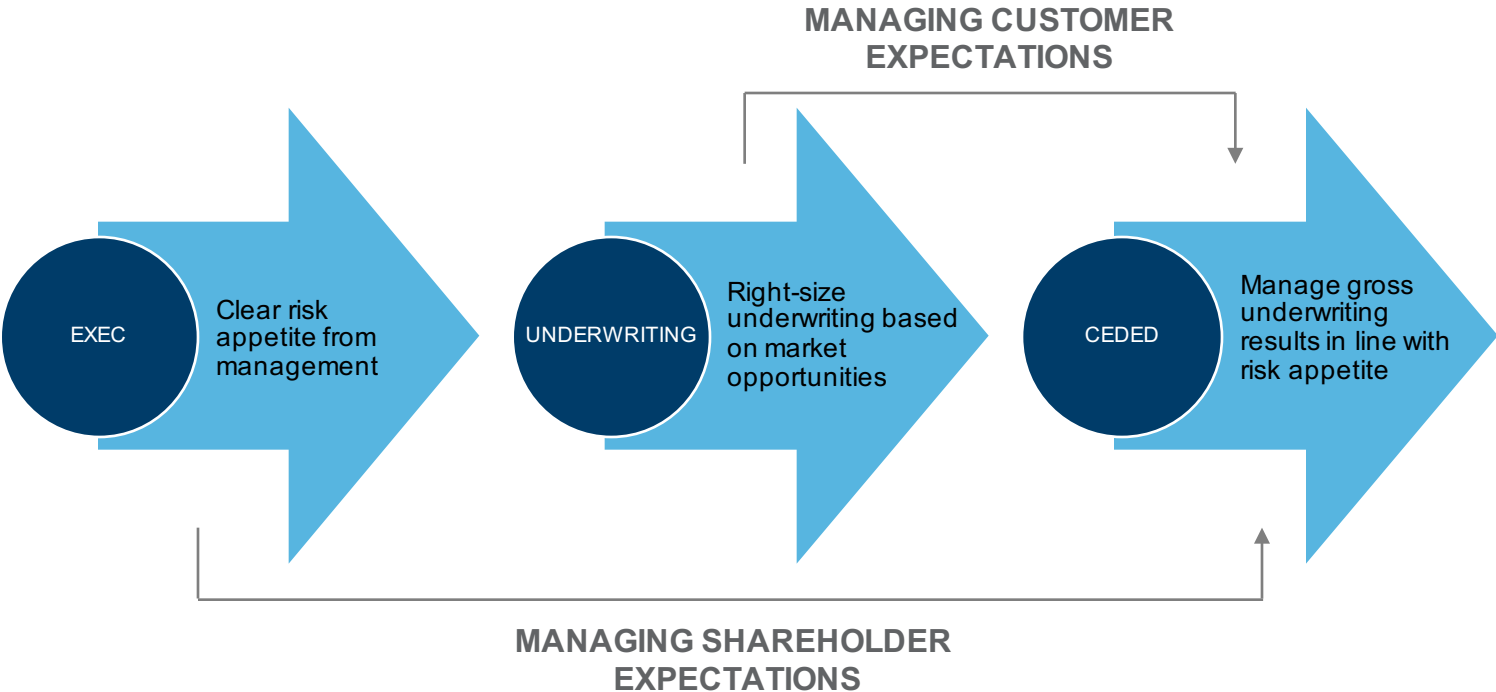 MANAGING CUSTOMER
EXPECTATIONS
EXEC
Clear risk
appetite from
management
UNDERWRITING
Right-size
underwriting based
on market
opportunities
CEDED
Manage gross
underwriting
results in line with
risk appetite
MANAGING SHAREHOLDER
EXPECTATIONS